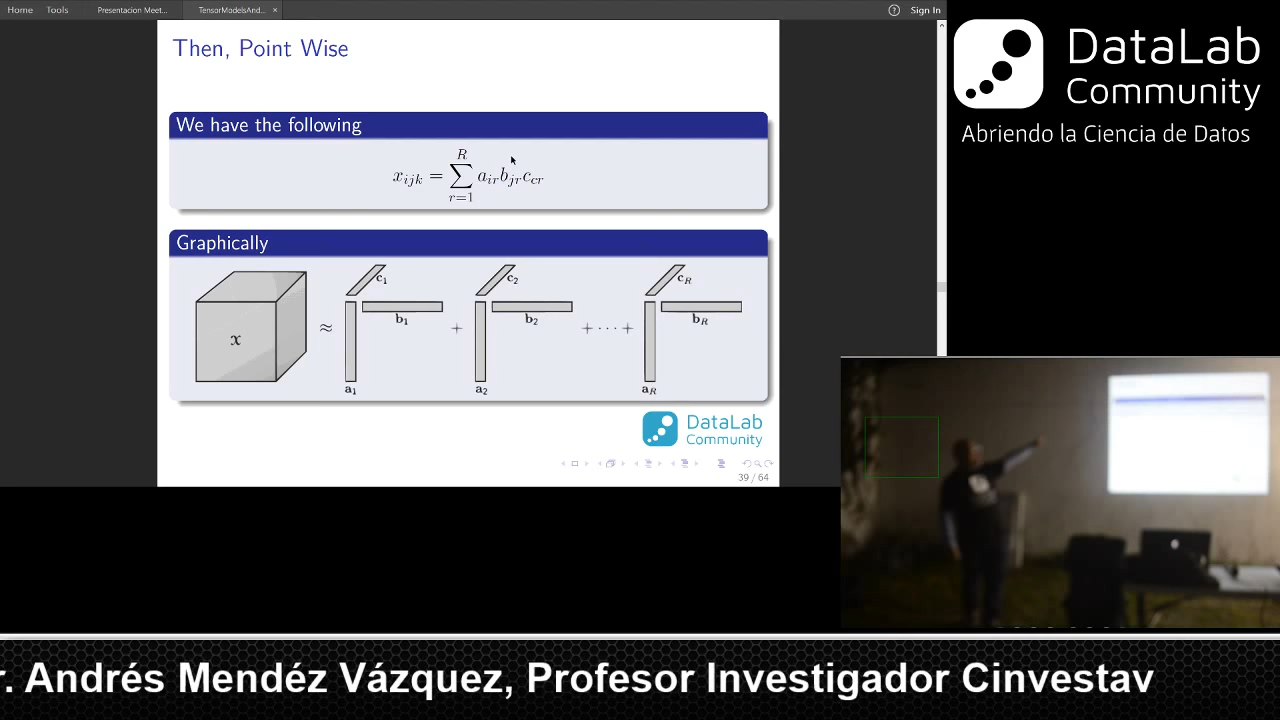 Home Tools Presentacion Meet... TensorModelsAnd... × ? Sign In
Then, Point Wise
We have the following
x_{ijk} = \sum_{r=1}^{R} a_{ir} b_{jr} c_{cr}
Graphically
x ≈ a_1 b_1 c_1 + a_2 b_2 c_2 + ··· + a_R b_R c_R
DataLab
Community
39 / 64
DataLab
Community
Abriendo la Ciencia de Datos
r. Andrés Mendéz Vázquez, Profesor Investigador Cinvestav